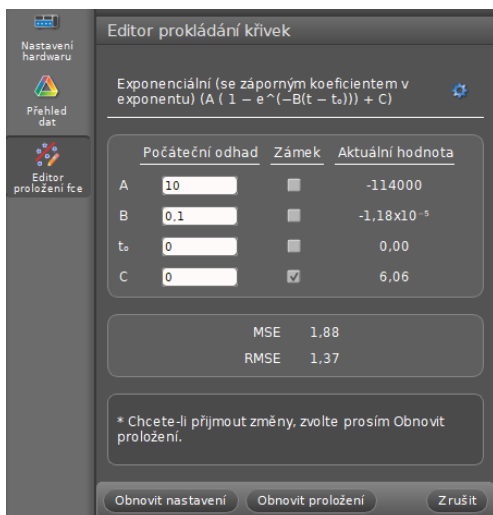 Nastavení
hardwaru
Přehled
dat
Editor
proložení fce
Editor prokládání křivek
Exponenciální (se záporným koeficientem v
exponentu) (A ( 1 − e^(−B(t − tₒ))) + C)
Počáteční odhad Zámek Aktuální hodnota
A 10 -114000
B 0,1 -1,18x10⁻⁵
tₒ 0 0,00
C 0 6,06
MSE 1,88
RMSE 1,37
* Chcete-li přijmout změny, zvolte prosím Obnovit
proložení.
Obnovit nastavení Obnovit proložení Zrušit